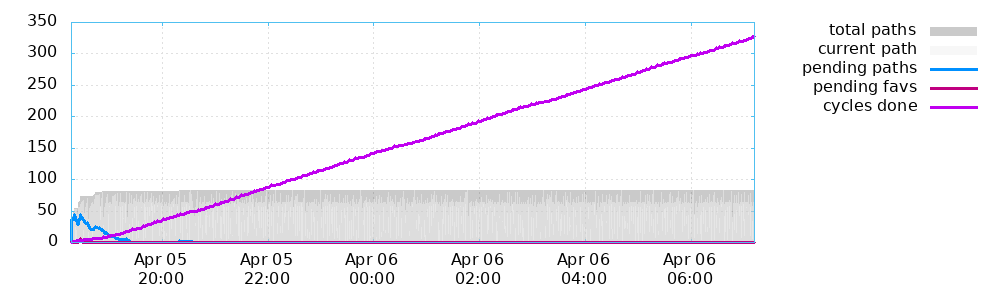 350
300
250
200
150
100
50
0
Apr 05 20:00
Apr 05 22:00
Apr 06 00:00
Apr 06 02:00
Apr 06 04:00
Apr 06 06:00
total paths
current path
pending paths
pending favs
cycles done